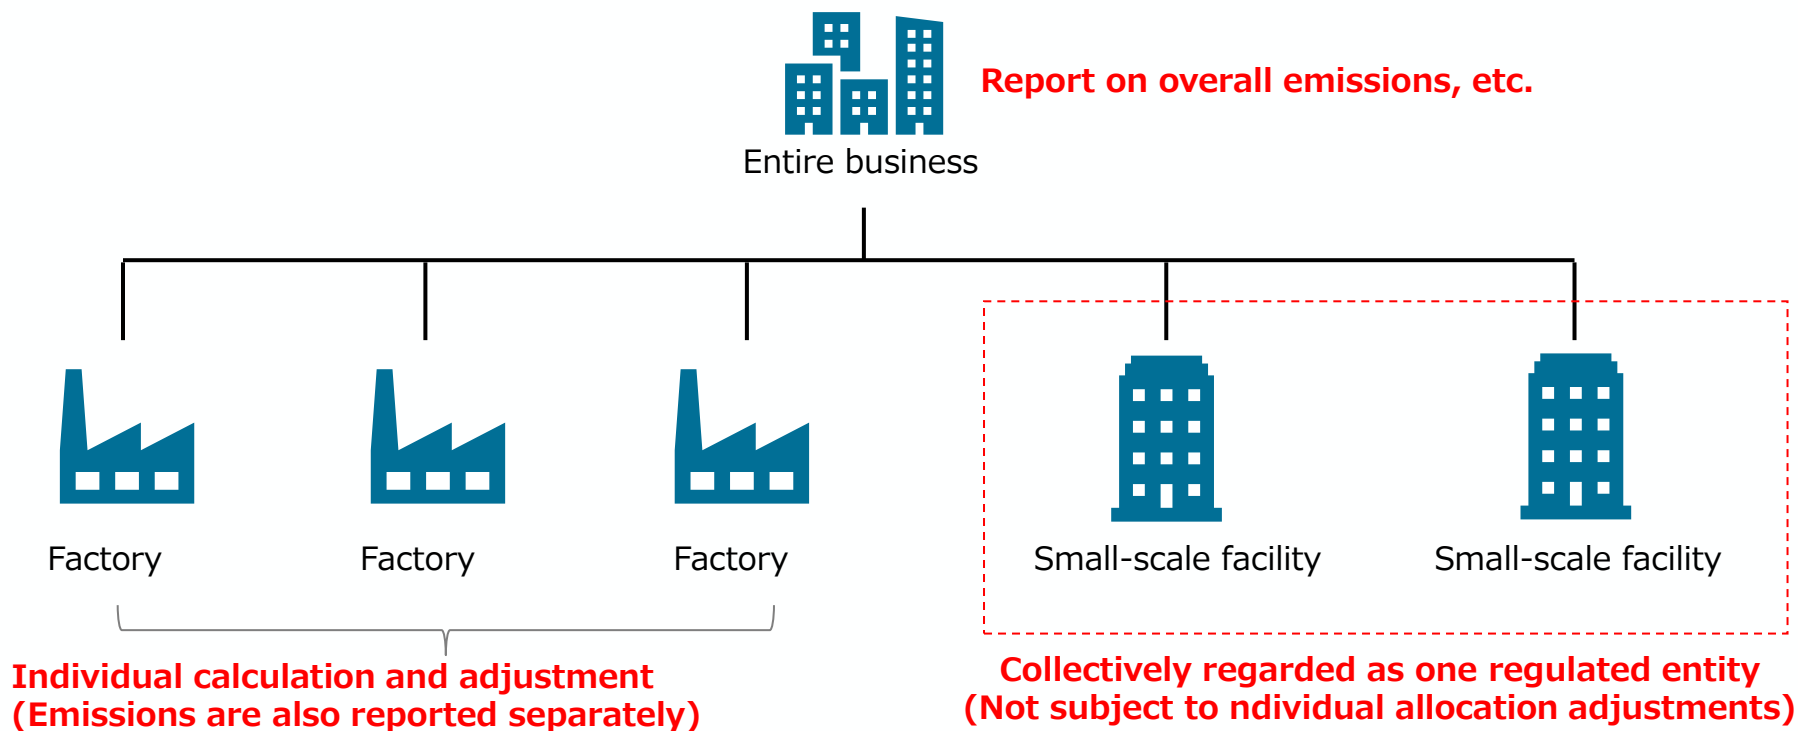 Report on overall emissions, etc.
Entire business
Factory
Factory
Factory
Small-scale facility
Small-scale facility
Individual calculation and adjustment
(Emissions are also reported separately)
Collectively regarded as one regulated entity
(Not subject to ndividual allocation adjustments)